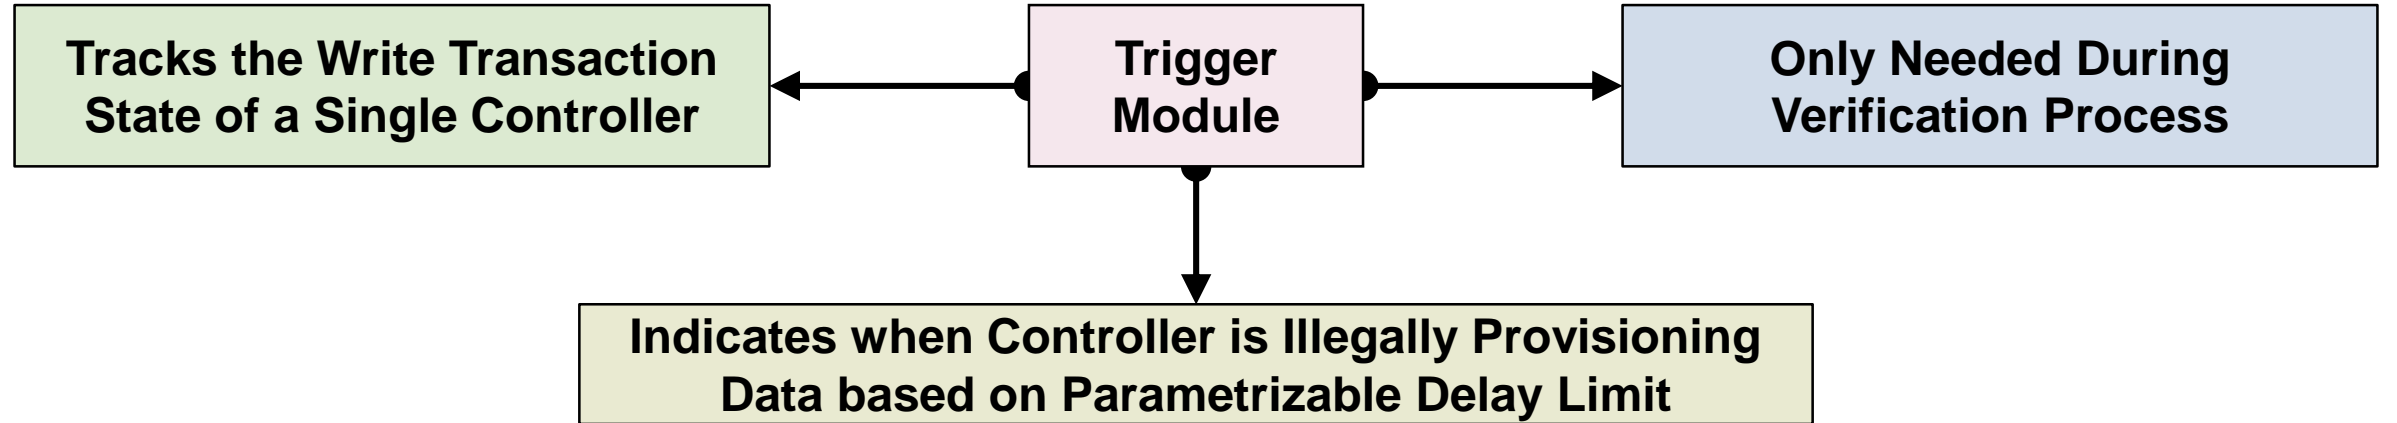 Tracks the Write Transaction
State of a Single Controller
Trigger
Module
Only Needed During
Verification Process
Indicates when Controller is Illegally Provisioning
Data based on Parametrizable Delay Limit